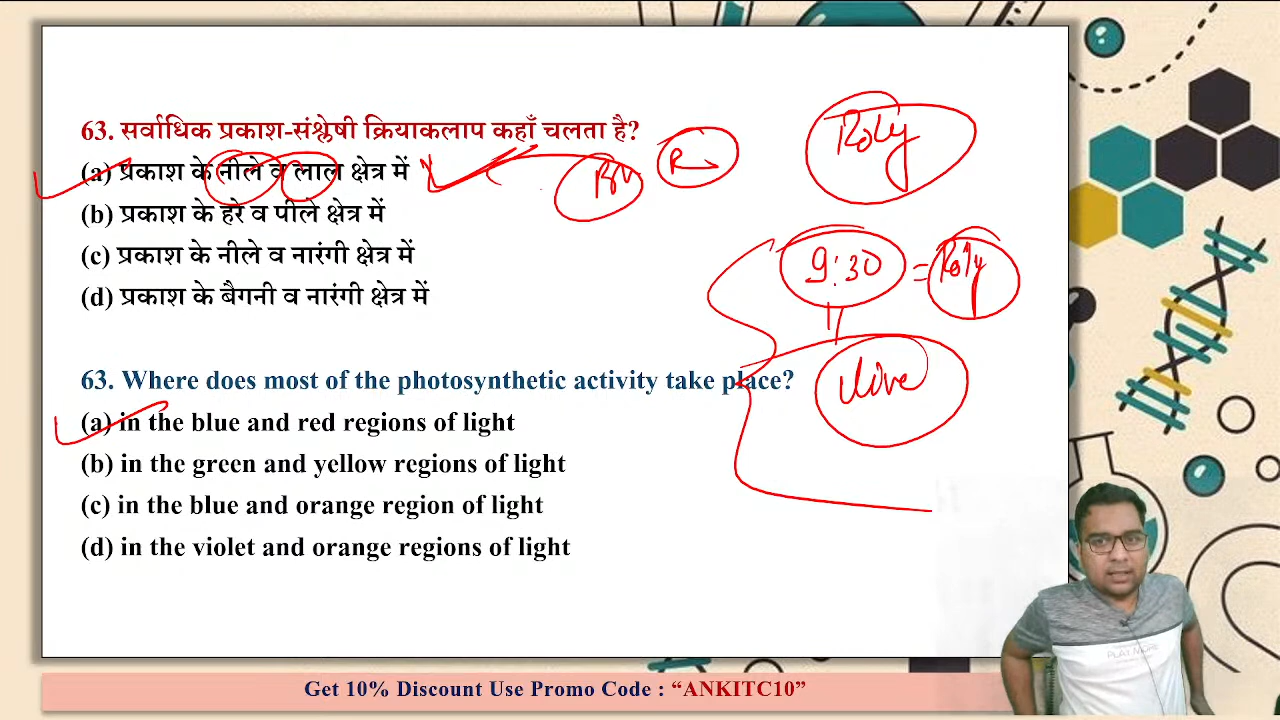 63. सर्वाधिक प्रकाश-संश्लेषी क्रियाकलाप कहाँ चलता है?
(a) प्रकाश के नीले व लाल क्षेत्र में
(b) प्रकाश के हरे व पीले क्षेत्र में
(c) प्रकाश के नीले व नारंगी क्षेत्र में
(d) प्रकाश के बैगनी व नारंगी क्षेत्र में
Roly
9:30 = Roly
live
63. Where does most of the photosynthetic activity take place?
(a) in the blue and red regions of light
(b) in the green and yellow regions of light
(c) in the blue and orange region of light
(d) in the violet and orange regions of light
Get 10% Discount Use Promo Code : “ANKITC10”